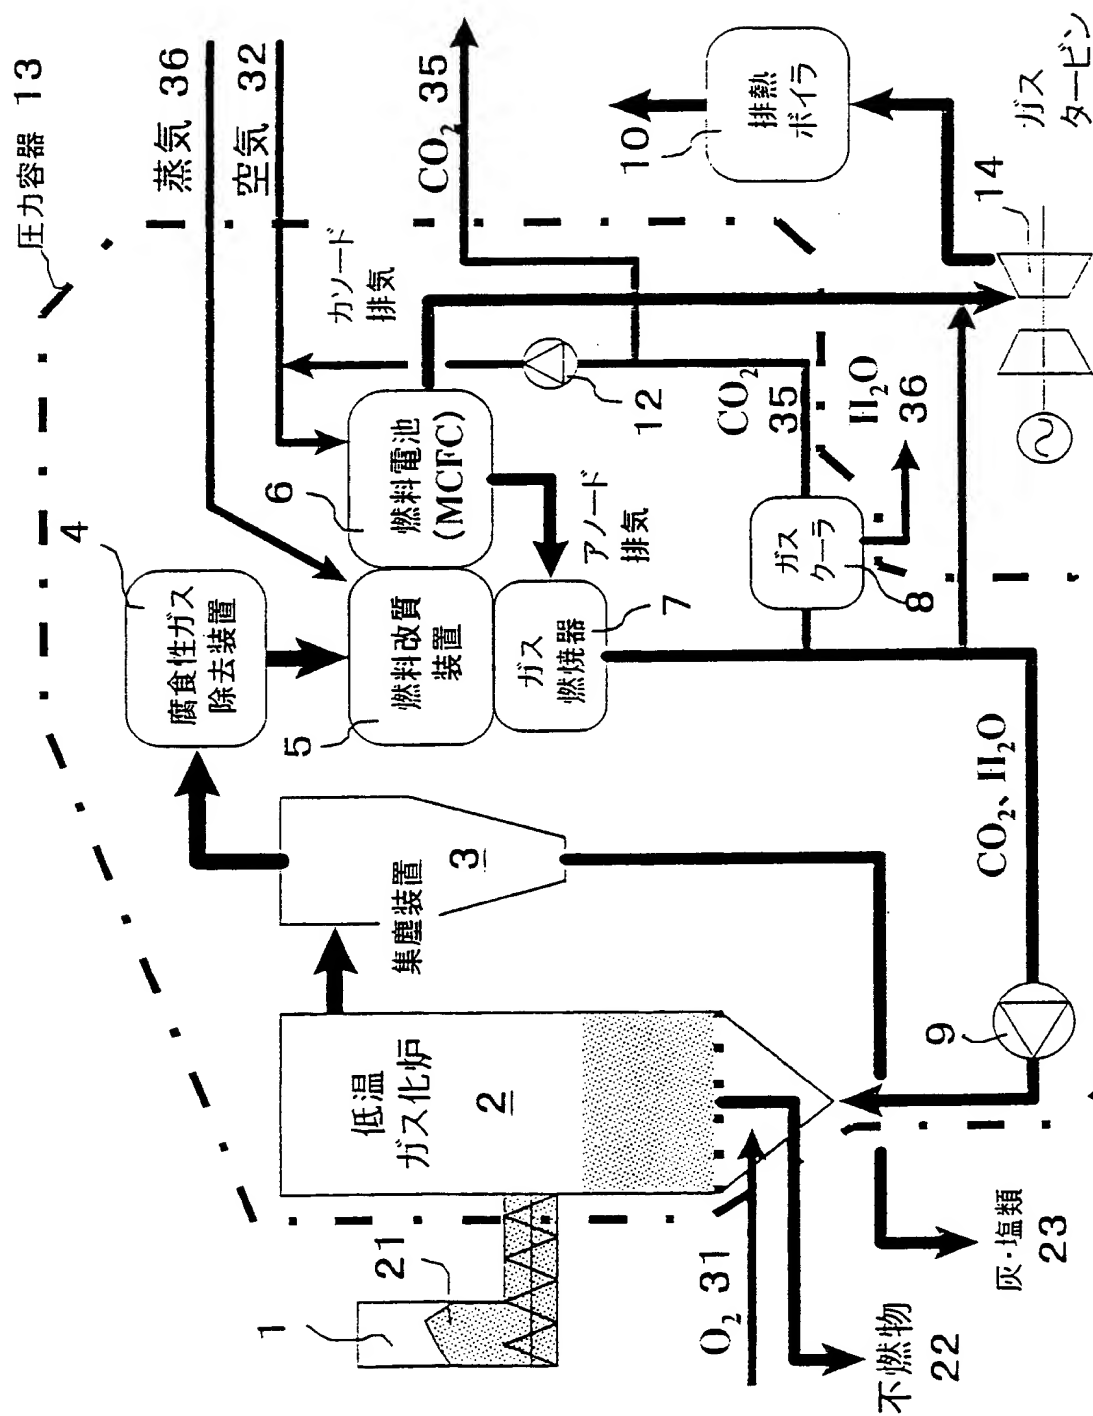 圧力容器 13
蒸気 36
空気 32
CO₂ 35
10
排熱
ボイラ
ガス
タービン
14
カソード
排気
4
腐食性ガス
除去装置
6
燃料電池
(MCFC)
12
CO₂
35
H₂O
36
アノード
排気
ガス
クーラ
8
5
燃料改質
装置
ガス
燃焼器
7
集塵装置
3
CO₂、H₂O
9
低温
ガス化炉
2
1
21
O₂ 31
不燃物
22
灰・塩類
23